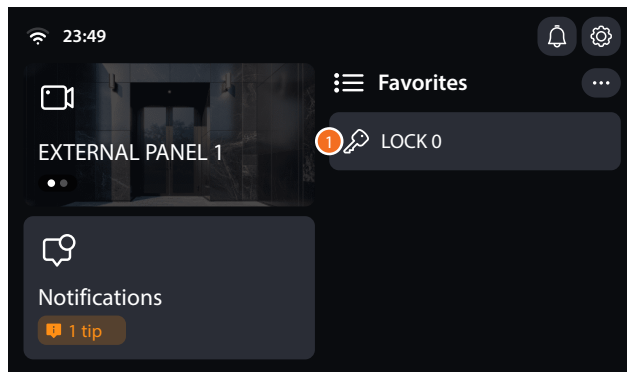 23:49
EXTERNAL PANEL 1
Notifications
1 tip
Favorites
1
LOCK 0